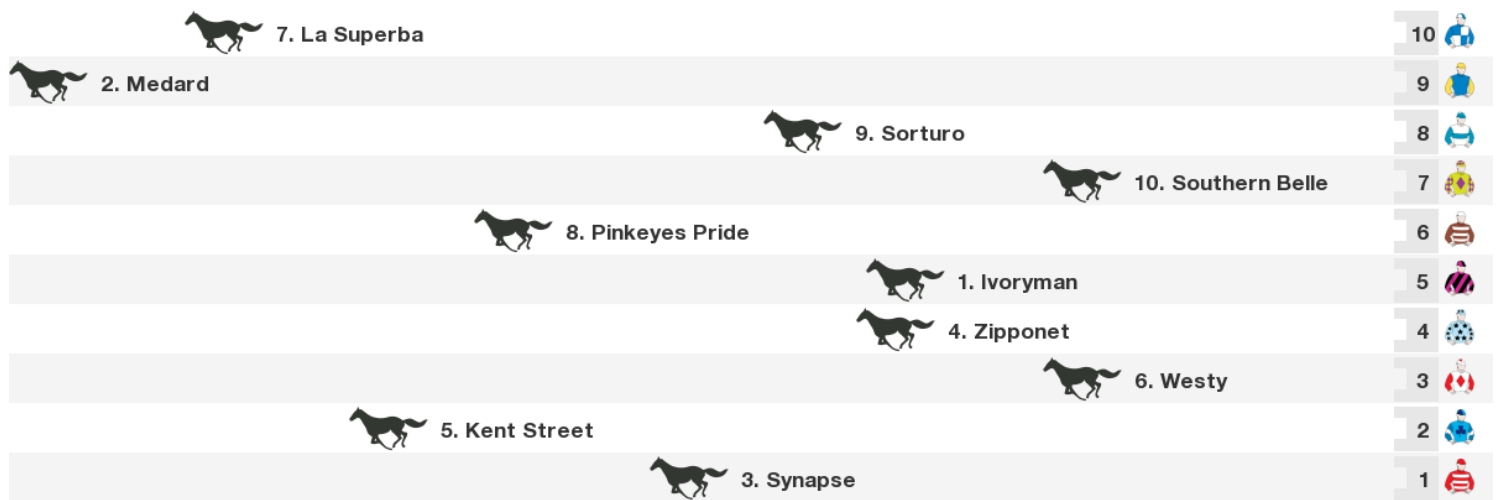 7. La Superba 10
2. Medard 9
9. Sorturo 8
10. Southern Belle 7
8. Pinkeyes Pride 6
1. Ivoryman 5
4. Zipponet 4
6. Westy 3
5. Kent Street 2
3. Synapse 1